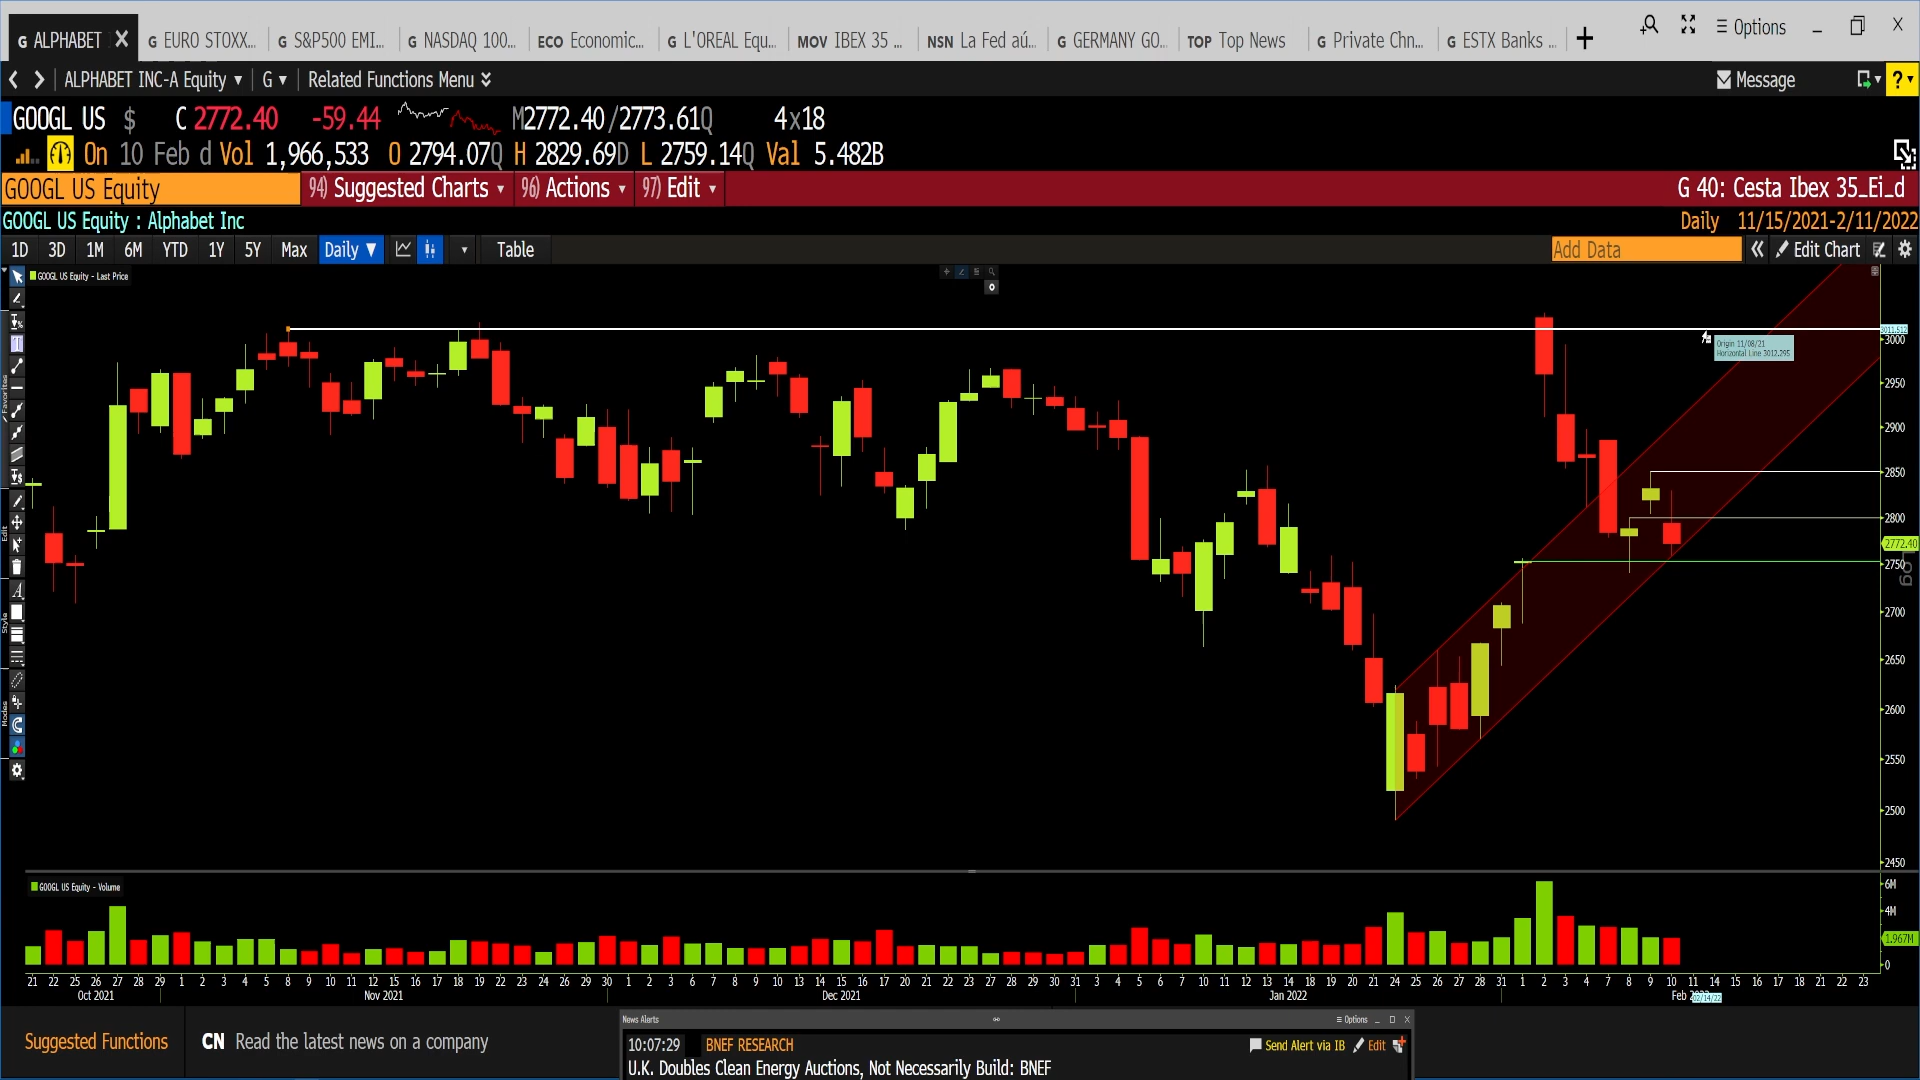 G ALPHABET X G EURO STOXX... G S&P500 EMI... G NASDAQ 100... ECO Economic... G L'OREAL Equ... MOV IBEX 35 ... NSN La Fed aú... G GERMANY GO... TOP Top News G Private Chn... G ESTX Banks ... + Options
ALPHABET INC-A Equity G Related Functions Menu Message ?
GOOGL US $ C 2772.40 -59.44 M2772.40/2773.61Q 4x18
On 10 Feb d Vol 1,966,533 O 2794.07Q H 2829.69D L 2759.14Q Val 5.482B
GOOGL US Equity 94) Suggested Charts 96) Actions 97) Edit G 40: Cesta Ibex 35_Ei_d
GOOGL US Equity : Alphabet Inc Daily 11/15/2021-2/11/2022
1D 3D 1M 6M YTD 1Y 5Y Max Daily ▼ Table Add Data « Edit Chart
GOOGL US Equity - Last Price
Origin 11/08/21
Horizontal Line 3012.295
3000
2950
2900
2850
2800
2772.40
2750
2700
2650
2600
2550
2500
2450
Log
Favorites
Edit
Style
Modes
GOOGL US Equity - Volume
6M
4M
1.967M
0
21 22 25 26 27 28 29 1 2 3 4 5 8 9 10 11 12 15 16 17 18 19 22 23 24 26 29 30 1 2 3 6 7 8 9 10 13 14 15 16 17 20 21 22 23 27 28 29 30 31 3 4 5 6 7 10 11 12 13 14 18 19 20 21 24 25 26 27 28 31 1 2 3 4 7 8 9 10 11 14 15 16 17 18 21 22 23
Oct 2021 Nov 2021 Dec 2021 Jan 2022 Feb 02/14/22
Suggested Functions CN Read the latest news on a company
News Alerts Options
10:07:29 BNEF RESEARCH Send Alert via IB Edit
U.K. Doubles Clean Energy Auctions, Not Necessarily Build: BNEF